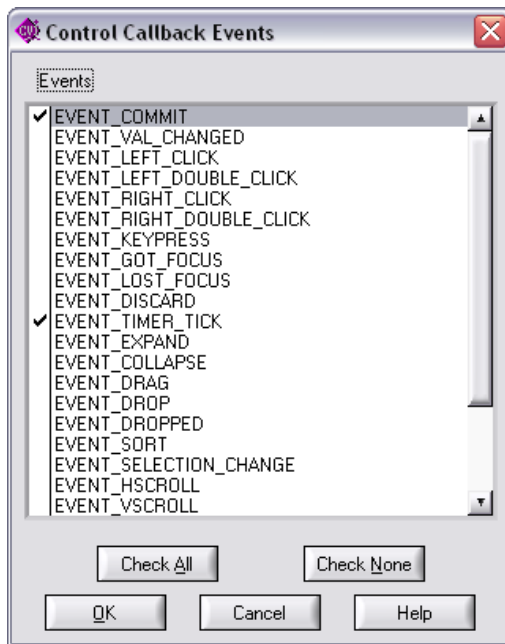 CVI Control Callback Events
Events
EVENT_COMMIT
EVENT_VAL_CHANGED
EVENT_LEFT_CLICK
EVENT_LEFT_DOUBLE_CLICK
EVENT_RIGHT_CLICK
EVENT_RIGHT_DOUBLE_CLICK
EVENT_KEYPRESS
EVENT_GOT_FOCUS
EVENT_LOST_FOCUS
EVENT_DISCARD
EVENT_TIMER_TICK
EVENT_EXPAND
EVENT_COLLAPSE
EVENT_DRAG
EVENT_DROP
EVENT_DROPPED
EVENT_SORT
EVENT_SELECTION_CHANGE
EVENT_HSCROLL
EVENT_VSCROLL
Check All Check None
OK Cancel Help